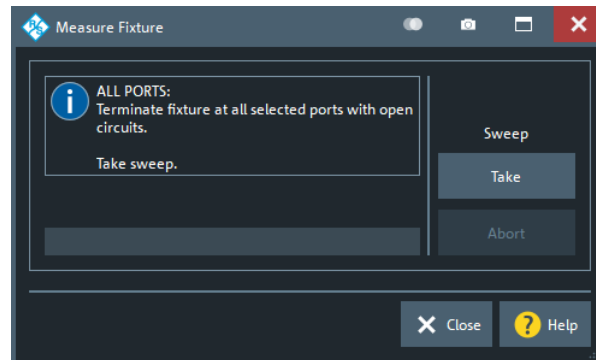 Measure Fixture
ALL PORTS:
Terminate fixture at all selected ports with open
circuits.
Take sweep.
Sweep
Take
Abort
Close
? Help